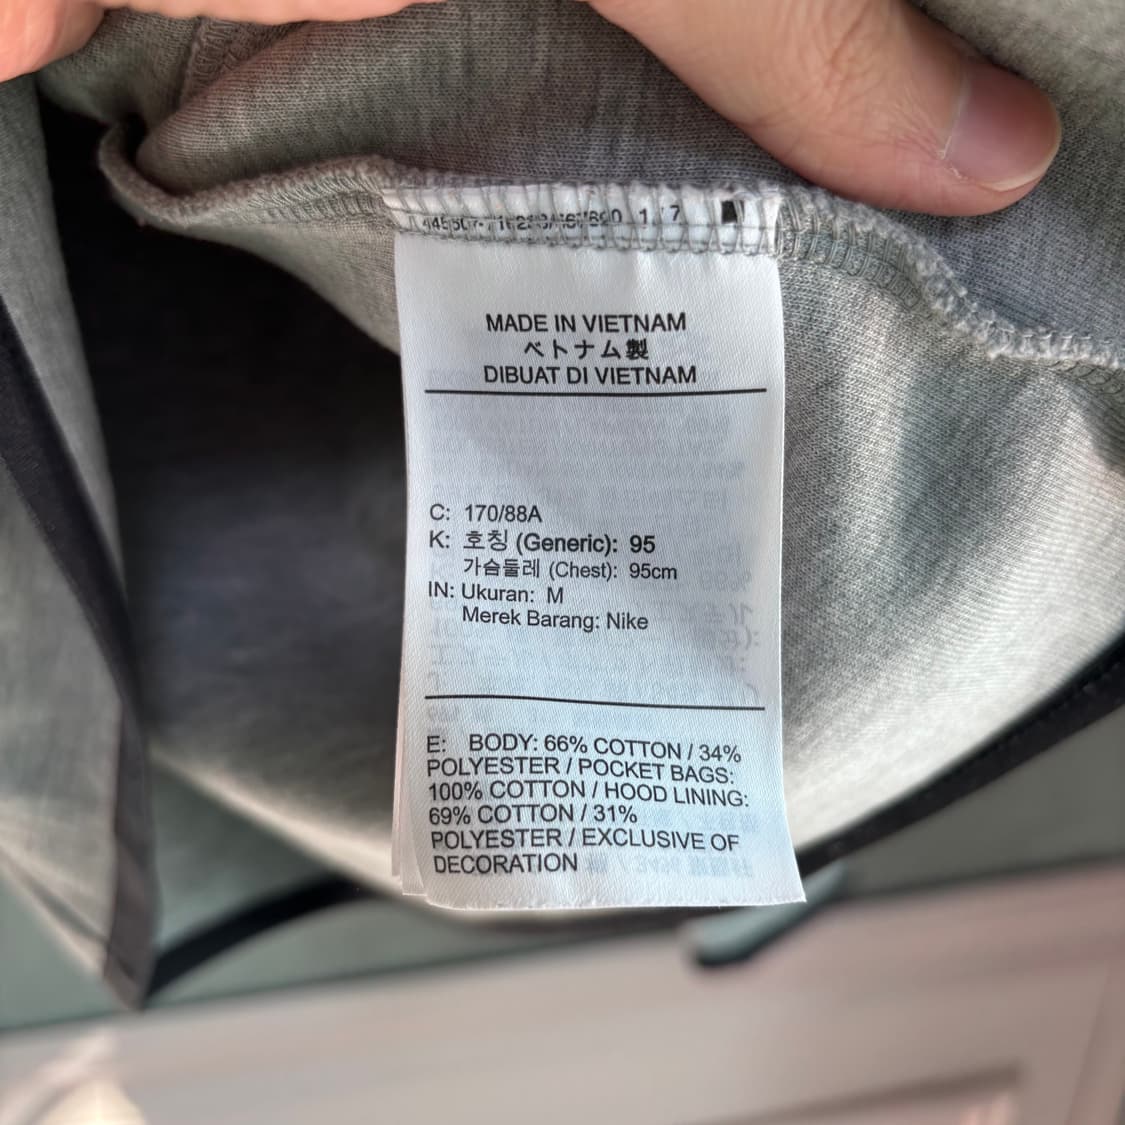 1 / 7
MADE IN VIETNAM
ベトナム製
DIBUAT DI VIETNAM
C: 170/88A
K: 호칭 (Generic): 95
가슴둘레 (Chest): 95cm
IN: Ukuran: M
Merek Barang: Nike
E: BODY: 66% COTTON / 34%
POLYESTER / POCKET BAGS:
100% COTTON / HOOD LINING:
69% COTTON / 31%
POLYESTER / EXCLUSIVE OF
DECORATION